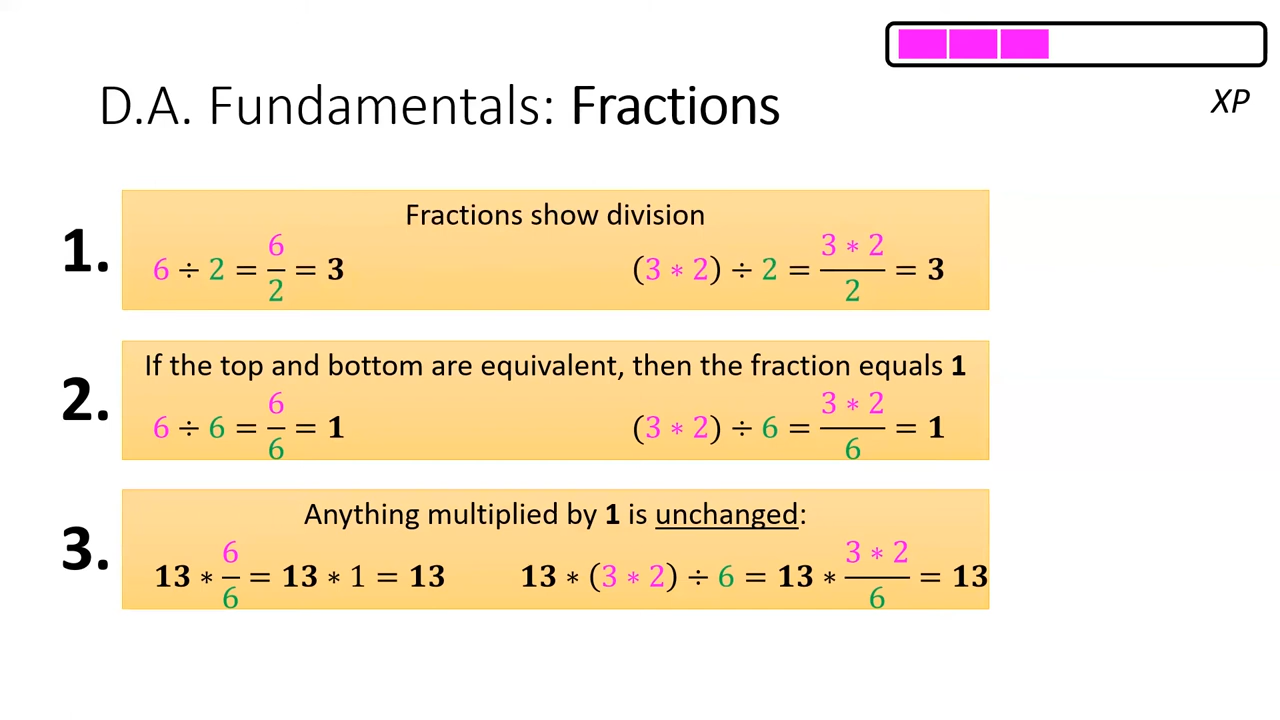 XP
D.A. Fundamentals: Fractions
1.
Fractions show division
6 ÷ 2 = 6/2 = 3
(3 * 2) ÷ 2 = 3 * 2/2 = 3
2.
If the top and bottom are equivalent, then the fraction equals 1
6 ÷ 6 = 6/6 = 1
(3 * 2) ÷ 6 = 3 * 2/6 = 1
3.
Anything multiplied by 1 is unchanged:
13 * 6/6 = 13 * 1 = 13
13 * (3 * 2) ÷ 6 = 13 * 3 * 2/6 = 13